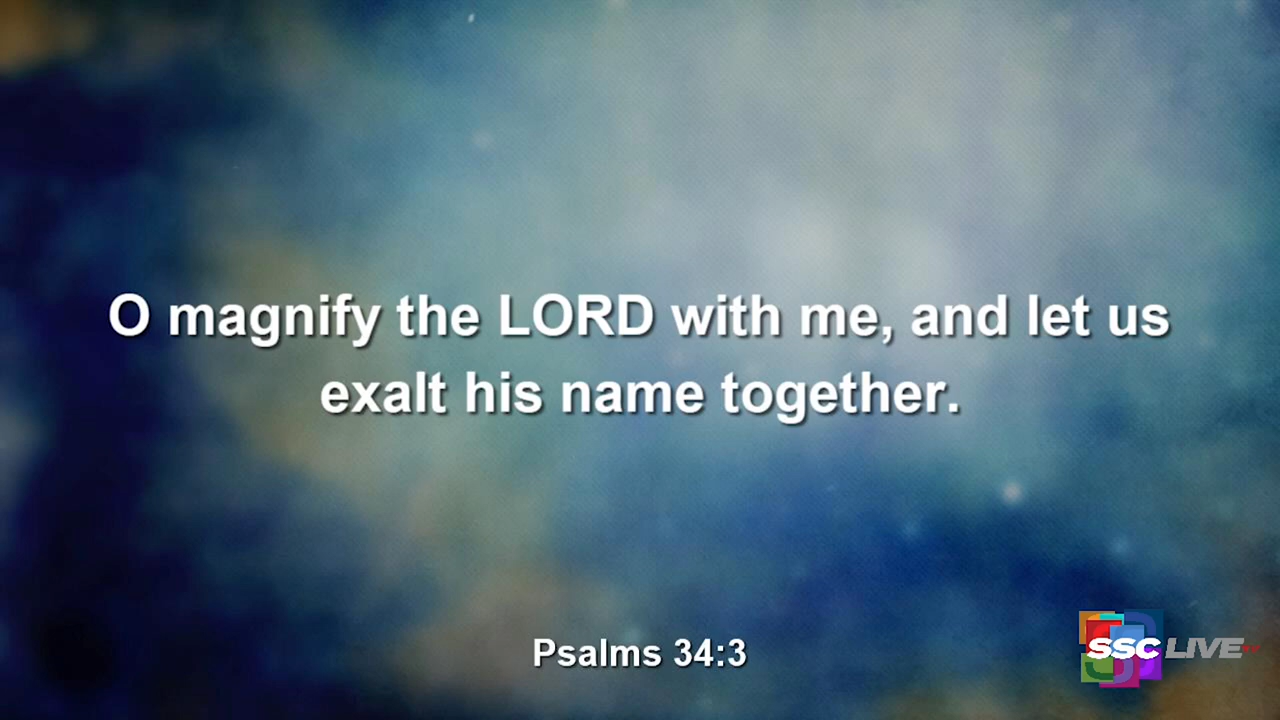 O magnify the LORD with me, and let us
exalt his name together.
Psalms 34:3
SSC LIVE